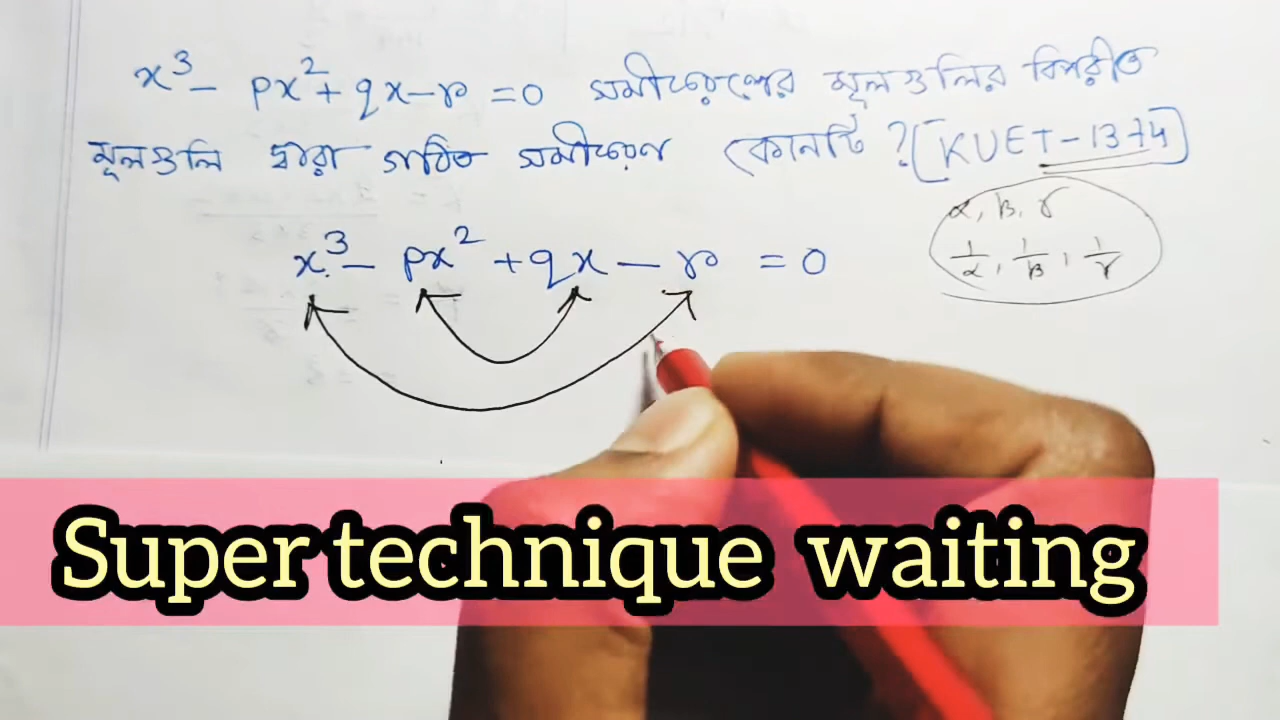 x³ - px² + qx - r = 0 সমীকরণের মূলগুলির বিপরীত
মূলগুলি দ্বারা গঠিত সমীকরণ কোনটি ? [KUET-13-14]
α, β, γ
1/α, 1/β, 1/γ
x³ - px² + qx - r = 0
Super technique waiting